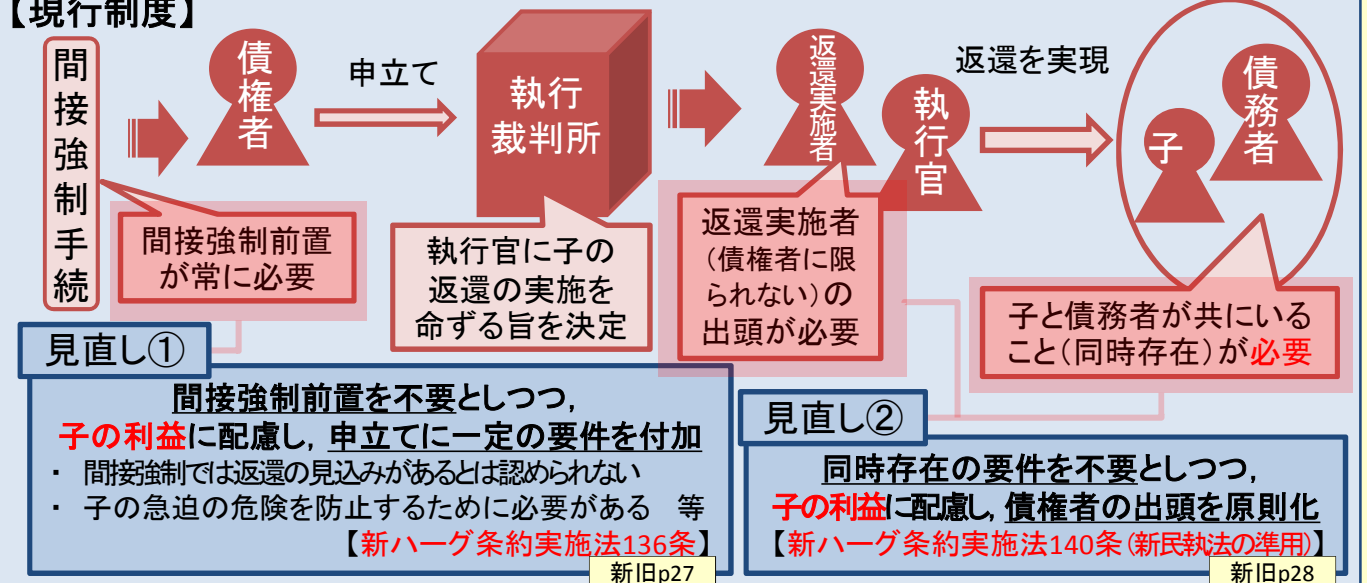 【現行制度】
間接強制手続
債権者
申立て
執行
裁判所
返還実施者
執行官
返還を実現
子
債務者
間接強制前置
が常に必要
執行官に子の
返還の実施を
命ずる旨を決定
返還実施者
(債権者に限
られない)の
出頭が必要
子と債務者が共にいる
こと(同時存在)が必要
見直し①
間接強制前置を不要としつつ,
子の利益に配慮し, 申立てに一定の要件を付加
・ 間接強制では返還の見込みがあるとは認められない
・ 子の急迫の危険を防止するために必要がある 等
【新ハーグ条約実施法136条】
新旧p27
見直し②
同時存在の要件を不要としつつ,
子の利益に配慮し, 債権者の出頭を原則化
【新ハーグ条約実施法140条(新民執法の準用)】
新旧p28